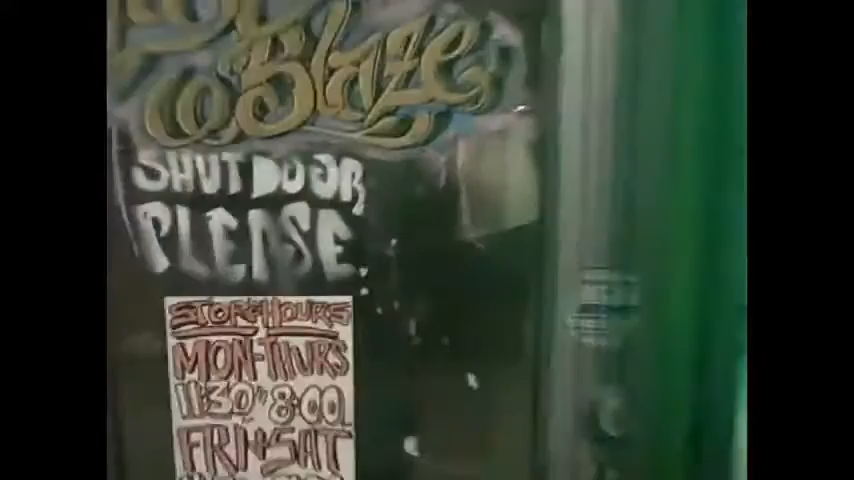 Blaze
SHUT DOOR
PLEASE.
STORE HOURS
MON-THURS
11:30 - 8:00
FRI & SAT